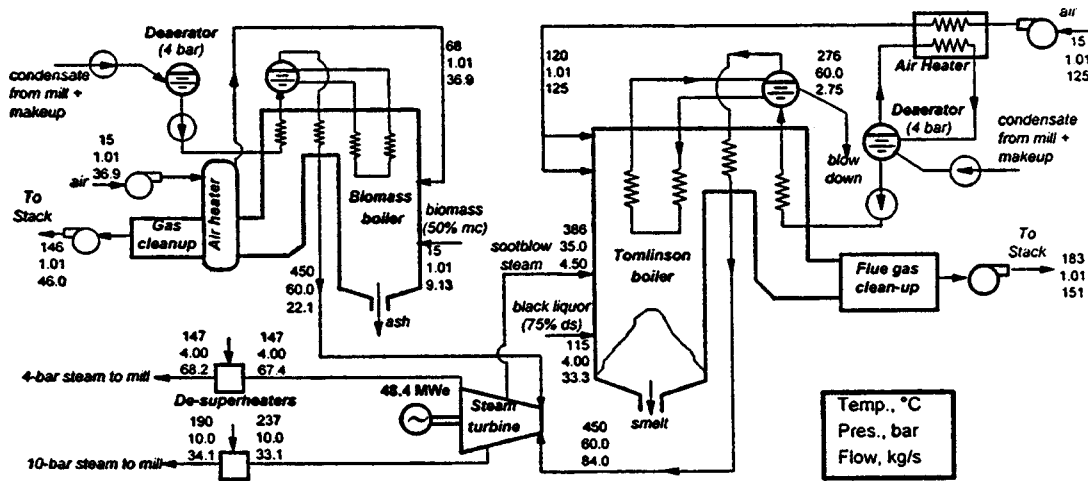 Deaerator
(4 bar)
condensate
from mill +
makeup
68
1.01
36.9
15
1.01
36.9
air
To
Stack
146
1.01
46.0
Gas
cleanup
Air heater
Biomass
boiler
biomass
(50% mc)
15
1.01
9.13
ash
450
60.0
22.1
147
4.00
68.2
147
4.00
67.4
4-bar steam to mill
De-superheaters
190
10.0
34.1
237
10.0
33.1
10-bar steam to mill
48.4 MWe
Steam
turbine
120
1.01
125
276
60.0
2.75
air
15
1.01
125
Air Heater
Deaerator
(4 bar)
condensate
from mill +
makeup
blow
down
386
35.0
4.50
sootblow
steam
Tomlinson
boiler
black liquor
(75% ds)
115
4.00
33.3
smelt
450
60.0
84.0
Flue gas
clean-up
To
Stack
183
1.01
151
Temp., °C
Pres., bar
Flow, kg/s